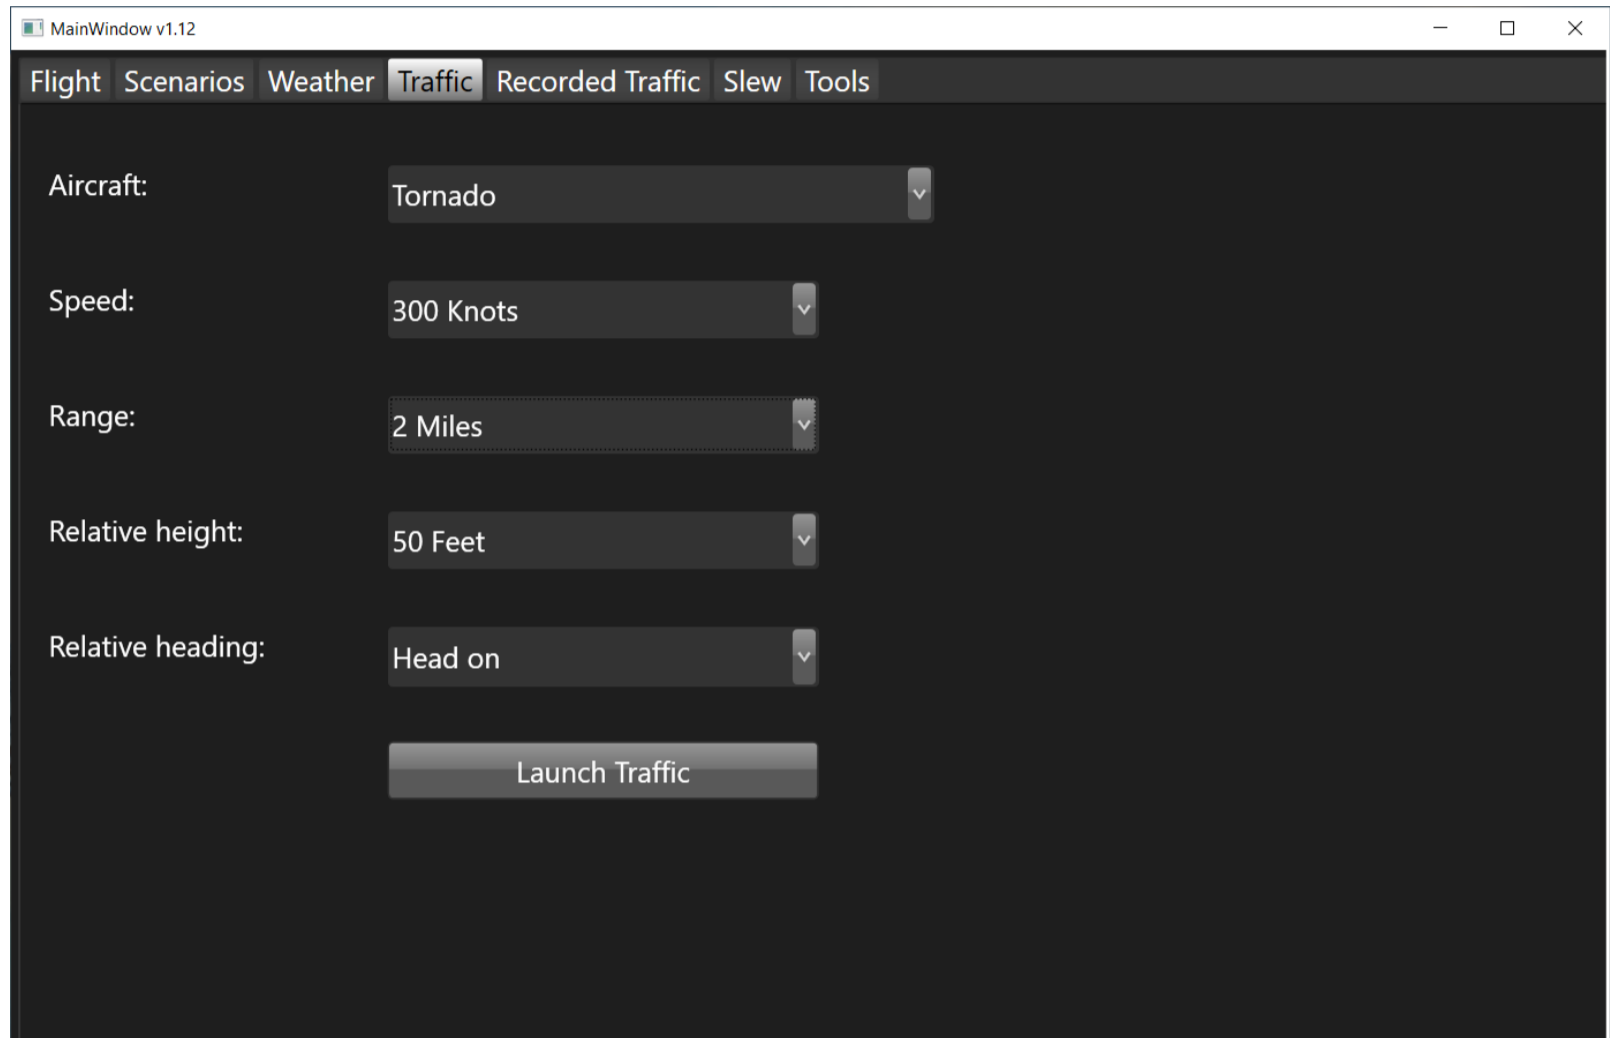 MainWindow v1.12
Flight Scenarios Weather Traffic Recorded Traffic Slew Tools
Aircraft: Tornado
Speed: 300 Knots
Range: 2 Miles
Relative height: 50 Feet
Relative heading: Head on
Launch Traffic